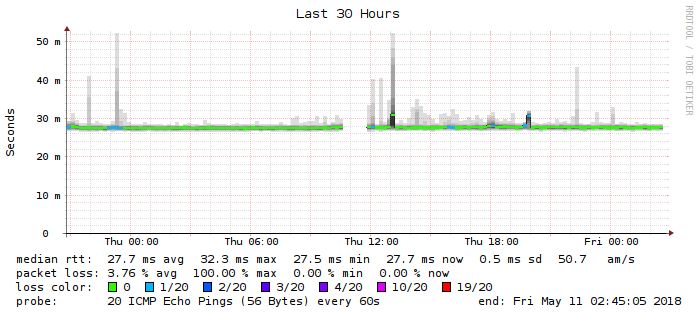 Last 30 Hours
RRDTOOL / TOBI OETIKER
Seconds
50 m
40 m
30 m
20 m
10 m
0
Thu 00:00 Thu 06:00 Thu 12:00 Thu 18:00 Fri 00:00
median rtt: 27.7 ms avg 32.3 ms max 27.5 ms min 27.7 ms now 0.5 ms sd 50.7 am/s
packet loss: 3.76 % avg 100.00 % max 0.00 % min 0.00 % now
loss color: 0 1/20 2/20 3/20 4/20 10/20 19/20
probe: 20 ICMP Echo Pings (56 Bytes) every 60s end: Fri May 11 02:45:05 2018